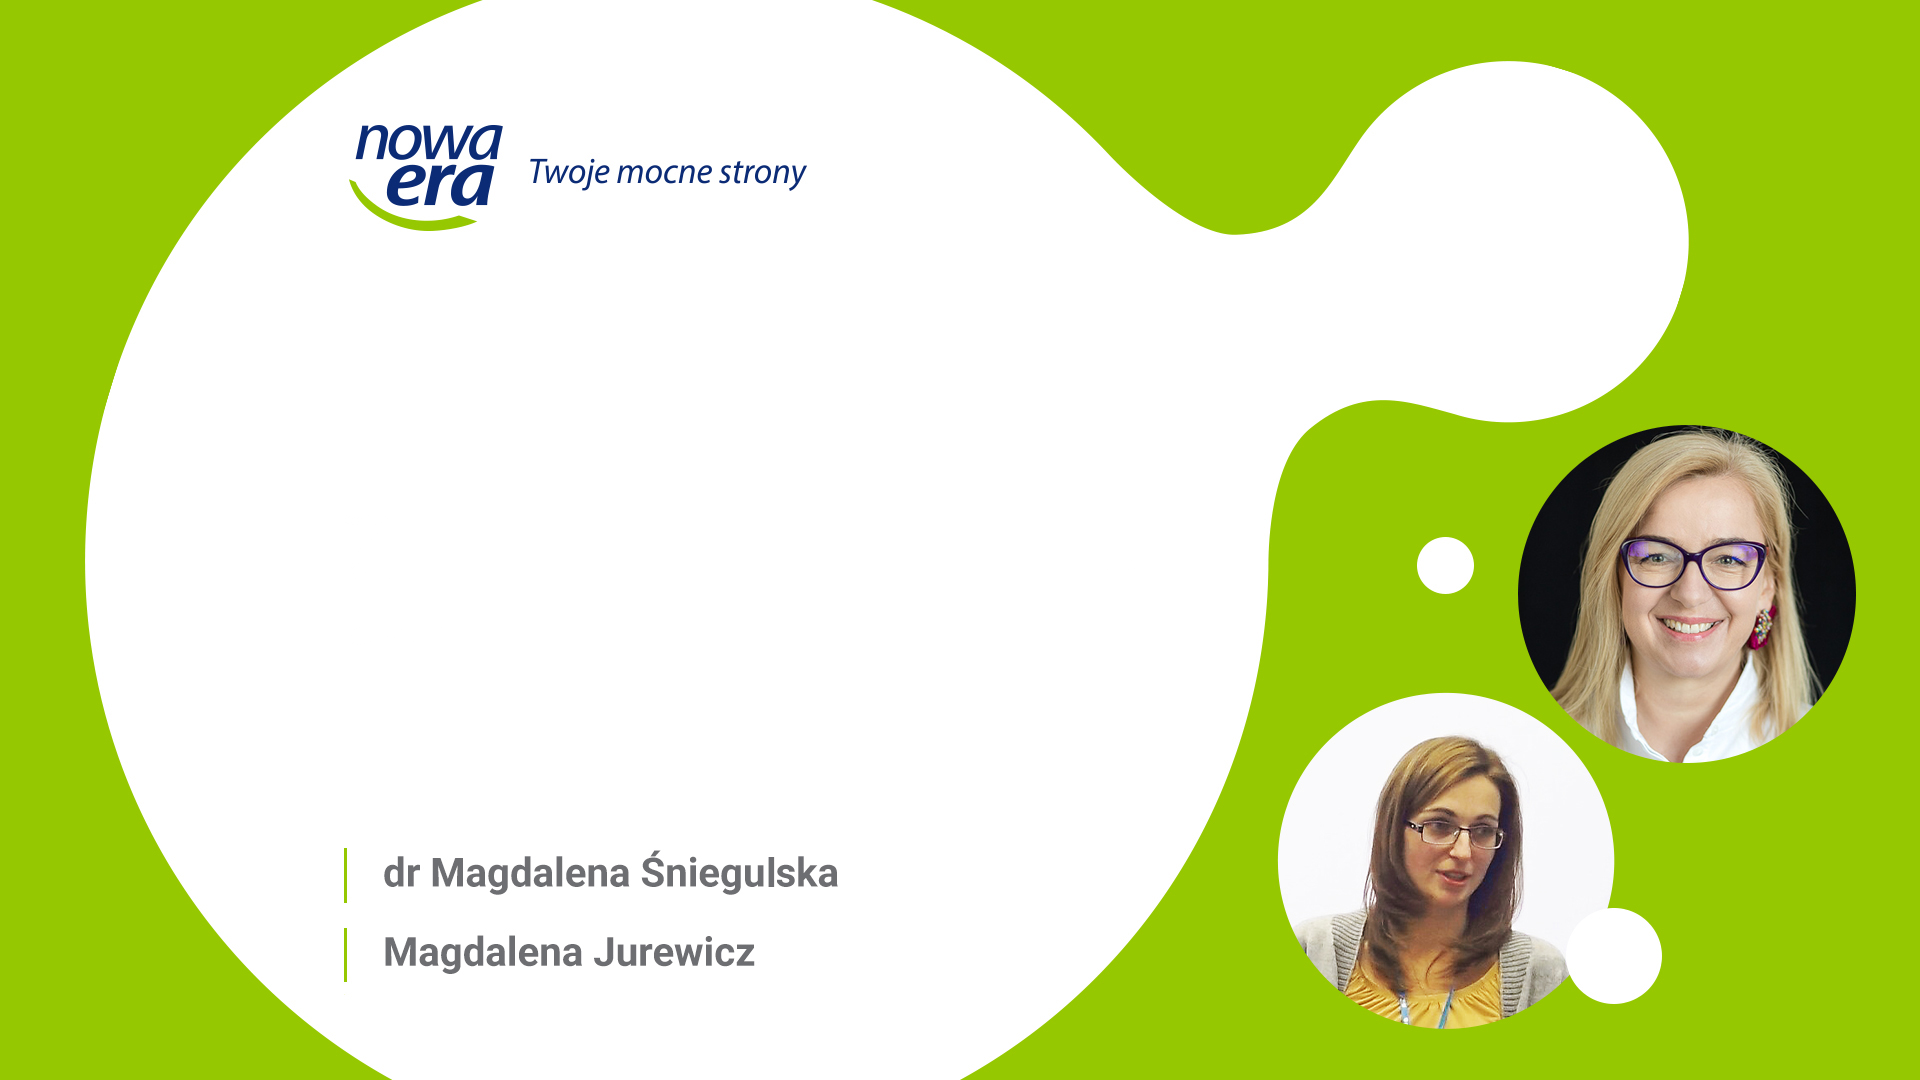 nowa
era
Twoje mocne strony
dr Magdalena Śniegulska
Magdalena Jurewicz